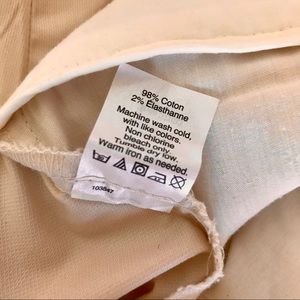 98% Coton
2% Élasthanne
Machine wash cold,
with like colors.
Non chlorine
bleach only.
Tumble dry low.
Warm iron as needed.
103847